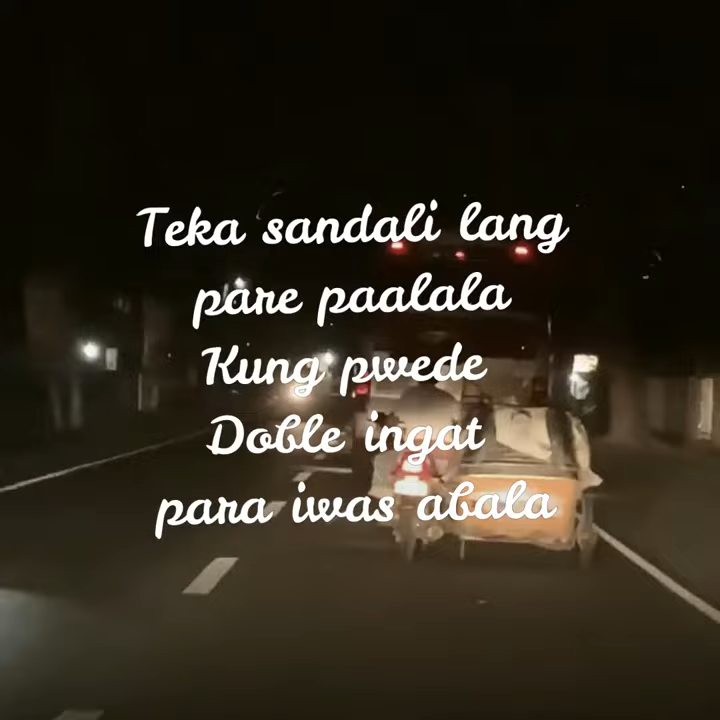 Teka sandali lang
pare paalala
Kung pwede
Doble ingat
para iwas abala